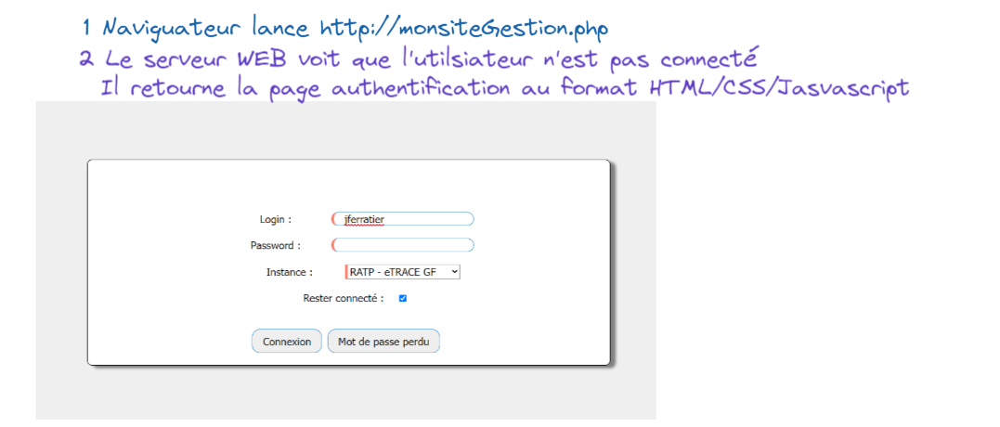 1 Naviguateur lance http://monsiteGestion.php
2 Le serveur WEB voit que l'utilsiateur n'est pas connecté
Il retourne la page authentification au format HTML/CSS/Jasvascript
Login : jferratier
Password :
Instance : RATP - eTRACE GF
Rester connecté :
Connexion Mot de passe perdu